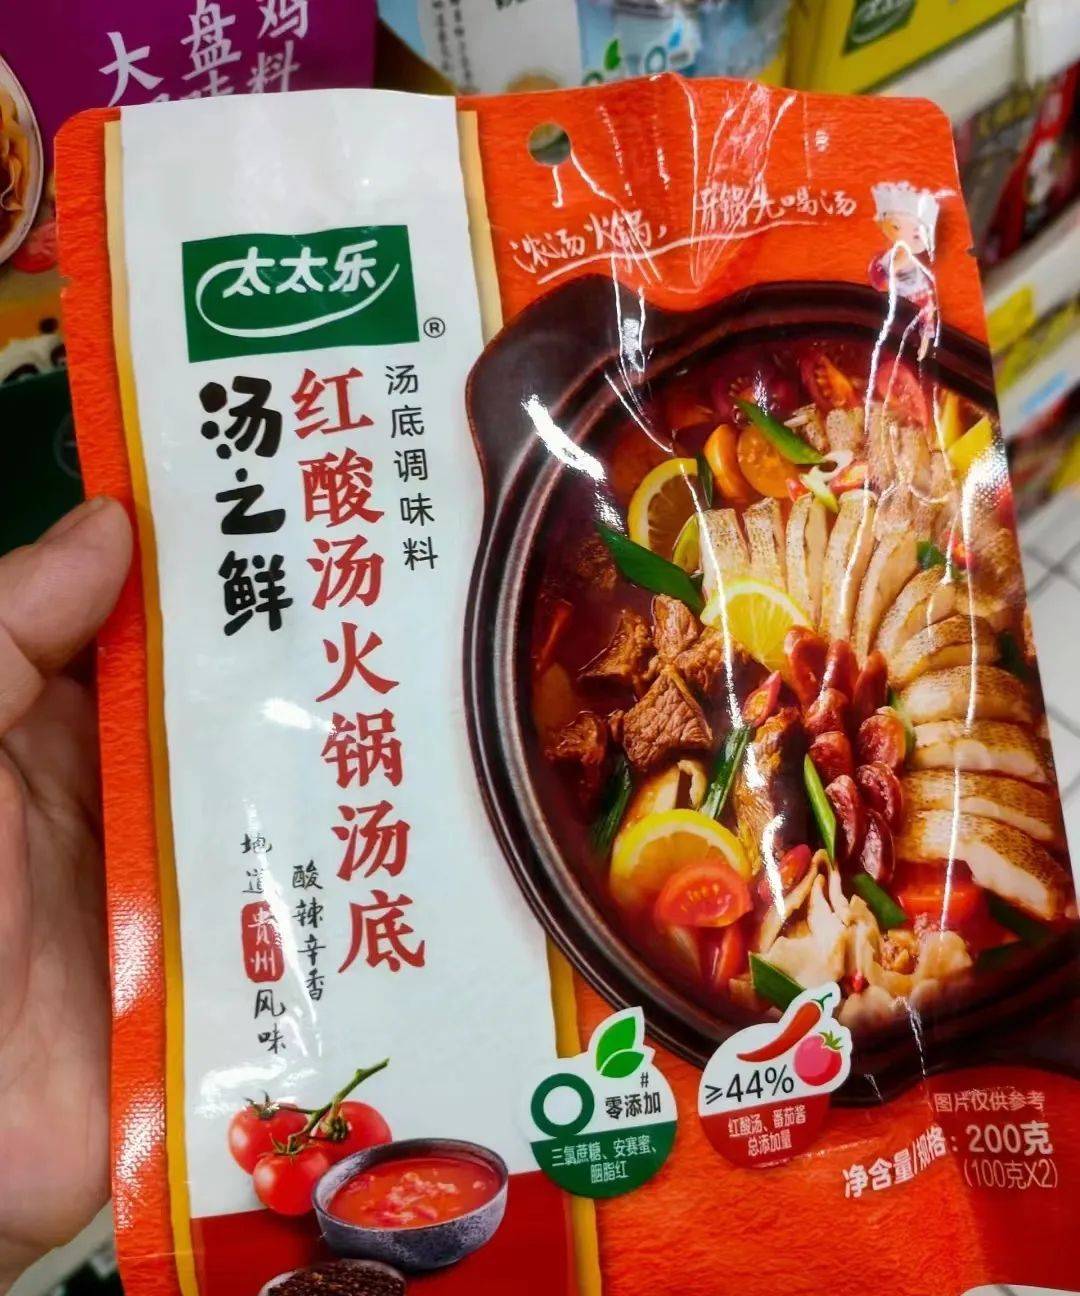 大盘鸡
浓汤火锅，开锅先喝汤
太太乐®
汤之鲜
红酸汤火锅汤底
汤底调味料
地道贵州风味
酸辣辛香
零添加#
三氯蔗糖、安赛蜜、
胭脂红
≥44%
红酸汤、番茄酱
总添加量
图片仅供参考
净含量/规格：200克
(100克X2)